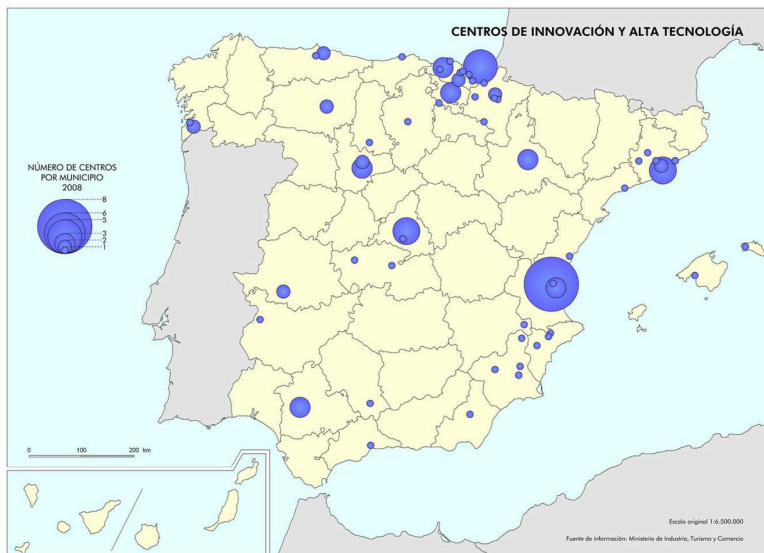 CENTROS DE INNOVACIÓN Y ALTA TECNOLOGÍA
NÚMERO DE CENTROS
POR MUNICIPIO
2008
8
6
5
3
2
1
0 100 200 km
Escala original 1:6.500.000
Fuente de información: Ministerio de Industria, Turismo y Comercio